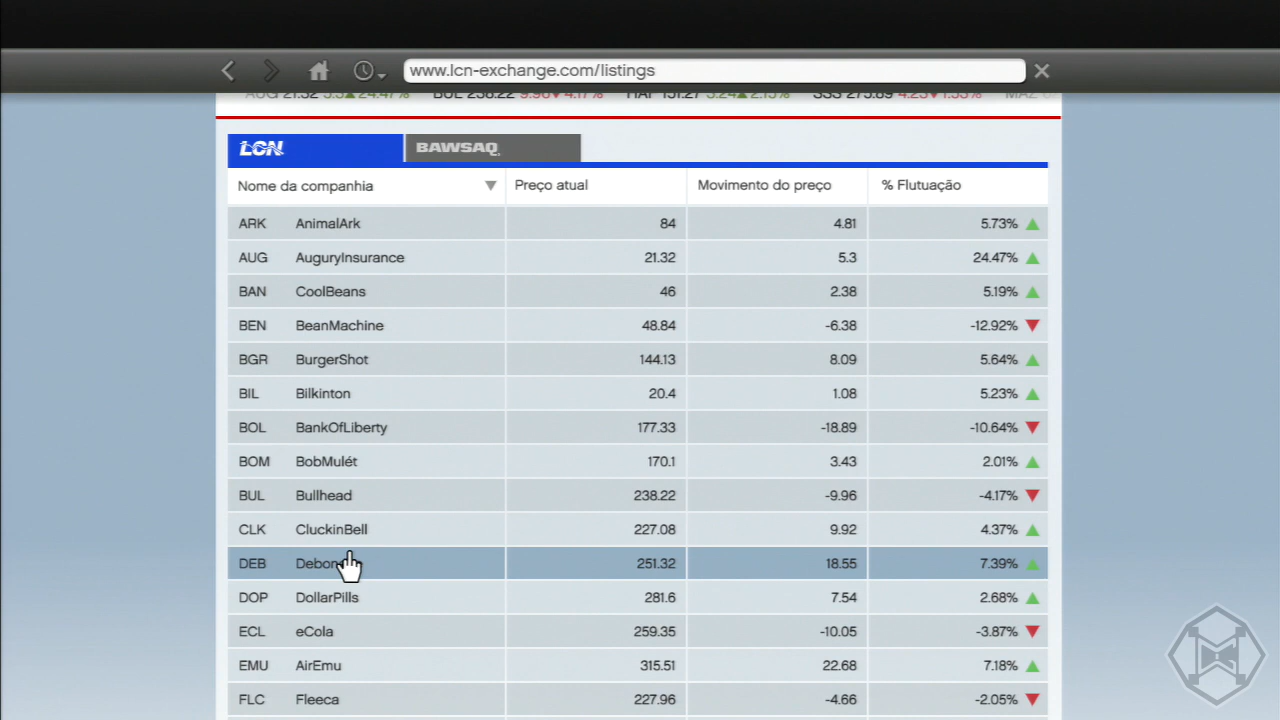 www.lcn-exchange.com/listings
AUG 21.32 5.3 24.47% BUL 238.22 9.96 4.17% HAF 151.27 3.24 2.15% SSS 275.69 4.23 1.53% MAZ
LCN BAWSAQ
Nome da companhia Preço atual Movimento do preço % Flutuação
ARK AnimalArk 84 4.81 5.73%
AUG AuguryInsurance 21.32 5.3 24.47%
BAN CoolBeans 46 2.38 5.19%
BEN BeanMachine 48.84 -6.38 -12.92%
BGR BurgerShot 144.13 8.09 5.64%
BIL Bilkinton 20.4 1.08 5.23%
BOL BankOfLiberty 177.33 -18.89 -10.64%
BOM BobMulét 170.1 3.43 2.01%
BUL Bullhead 238.22 -9.96 -4.17%
CLK CluckinBell 227.08 9.92 4.37%
DEB 251.32 18.55 7.39%
DOP DollarPills 281.6 7.54 2.68%
ECL eCola 259.35 -10.05 -3.87%
EMU AirEmu 315.51 22.68 7.18%
FLC Fleeca 227.96 -4.66 -2.05%